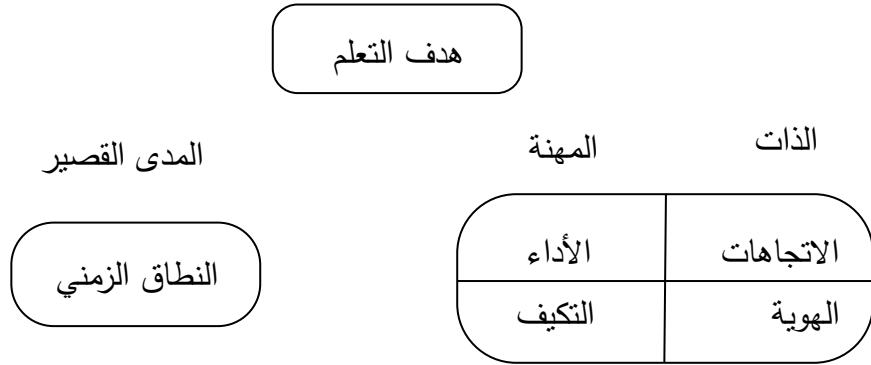 هدف التعلم
الذات المهنة المدى القصير
الاتجاهات الأداء
النطاق الزمني
الهوية التكيف